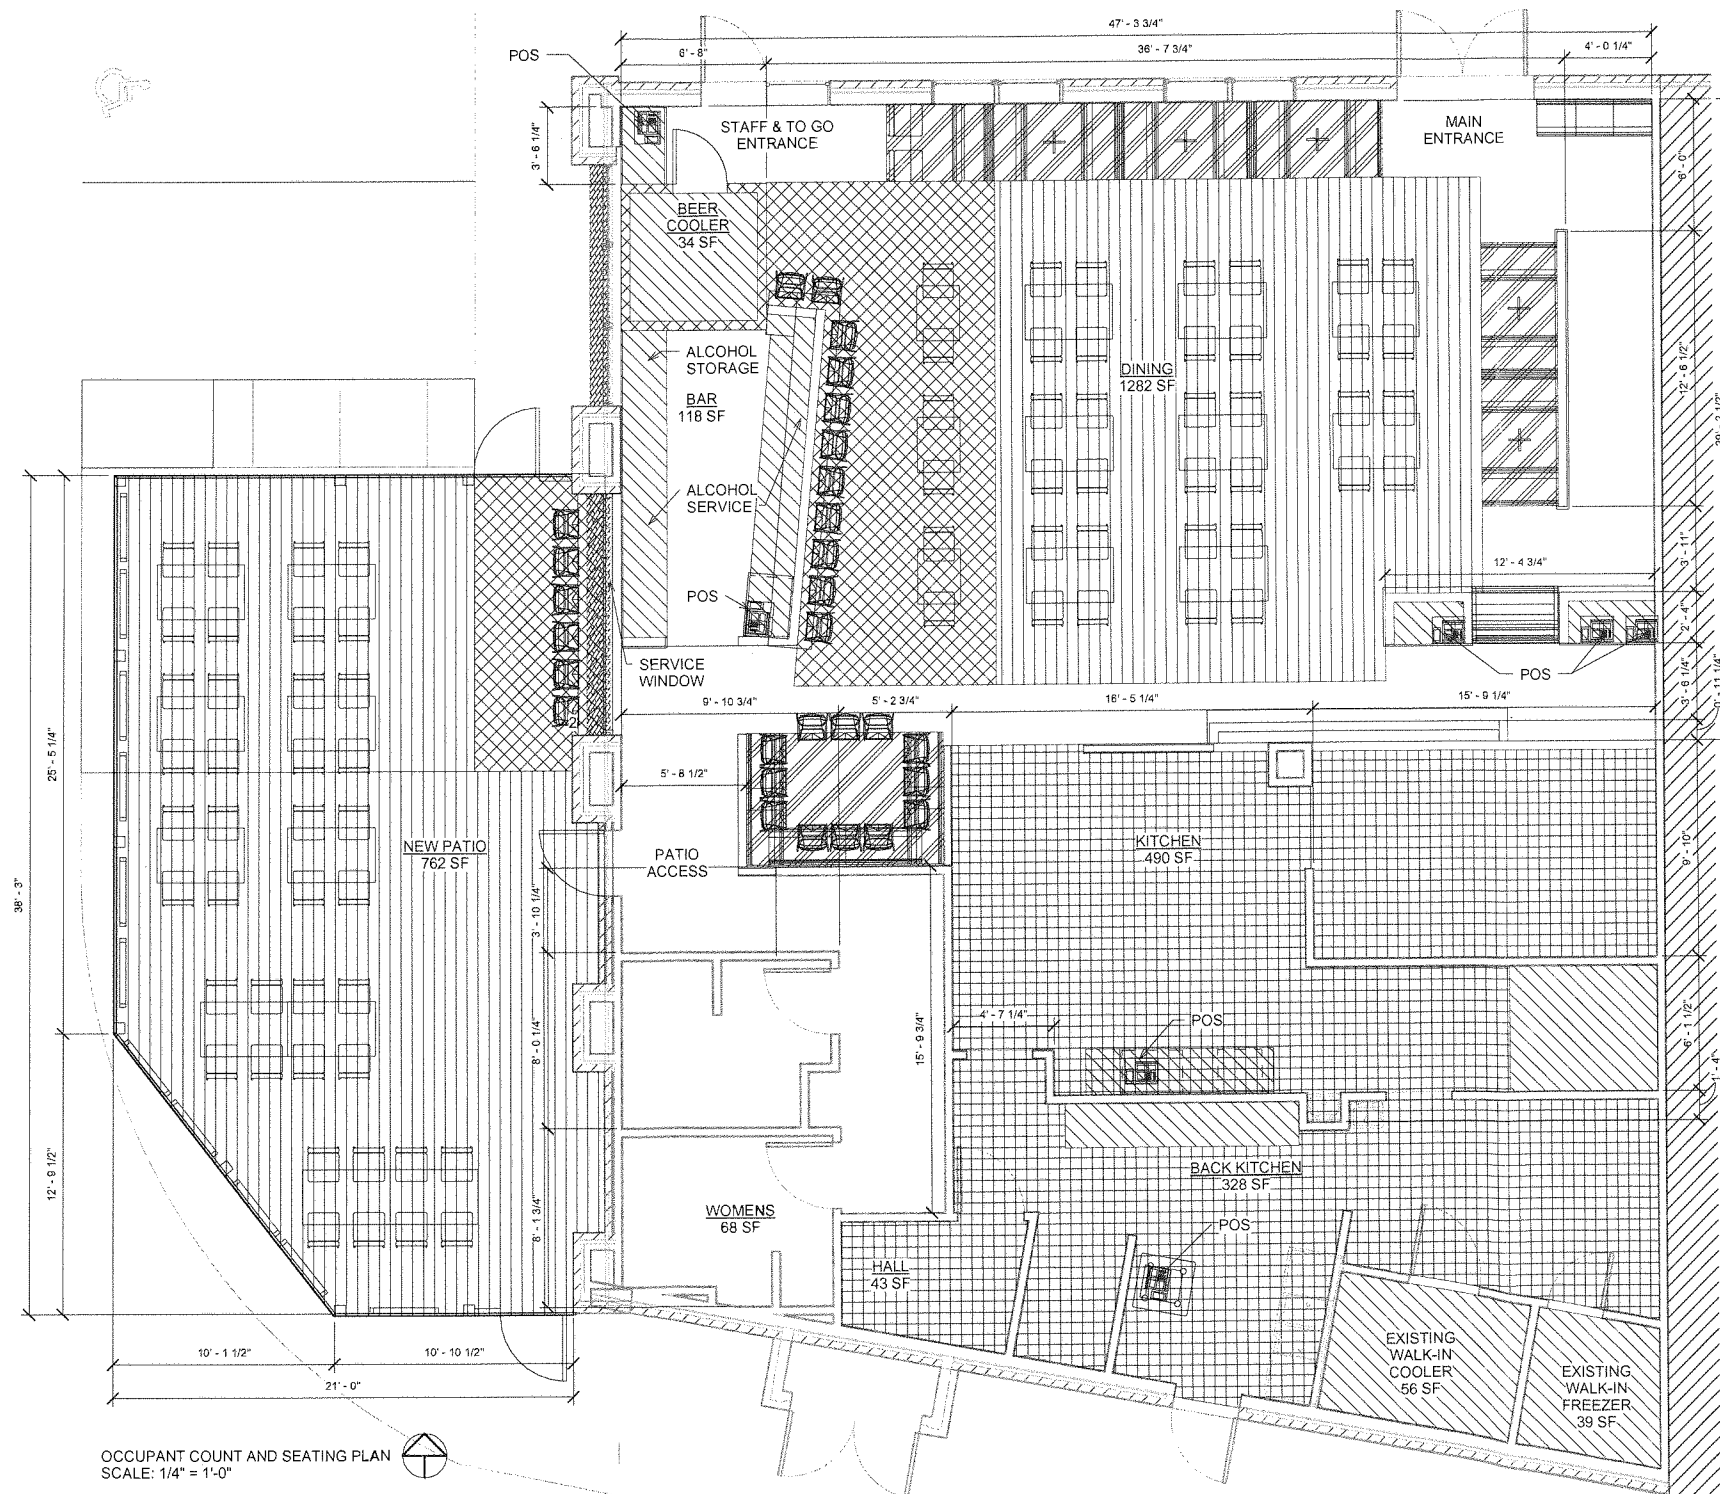 47' - 3 3/4"
POS
6' - 8"
36' - 7 3/4"
4' - 0 1/4"
3' - 6 1/4"
STAFF & TO GO
ENTRANCE
MAIN
ENTRANCE
6' - 0"
BEER
COOLER
34 SF
ALCOHOL
STORAGE
BAR
118 SF
DINING
1282 SF
12' - 6 1/2"
ALCOHOL
SERVICE
3' - 11"
12' - 4 3/4"
POS
2' - 4"
SERVICE
WINDOW
POS
3' - 6 1/4"
9' - 10 3/4"
5' - 2 3/4"
16' - 5 1/4"
15' - 9 1/4"
25' - 5 1/4"
5' - 8 1/2"
38' - 3"
NEW PATIO
762 SF
PATIO
ACCESS
KITCHEN
490 SF
9' - 10"
3' - 10 1/4"
8' - 0 1/4"
15' - 9 3/4"
4' - 7 1/4"
POS
6' - 1 1/2"
1' - 4"
12' - 9 1/2"
8' - 1 3/4"
WOMENS
68 SF
BACK KITCHEN
328 SF
POS
HALL
43 SF
EXISTING
WALK-IN
COOLER
56 SF
EXISTING
WALK-IN
FREEZER
39 SF
10' - 1 1/2"
10' - 10 1/2"
21' - 0"
OCCUPANT COUNT AND SEATING PLAN
SCALE: 1/4" = 1'-0"